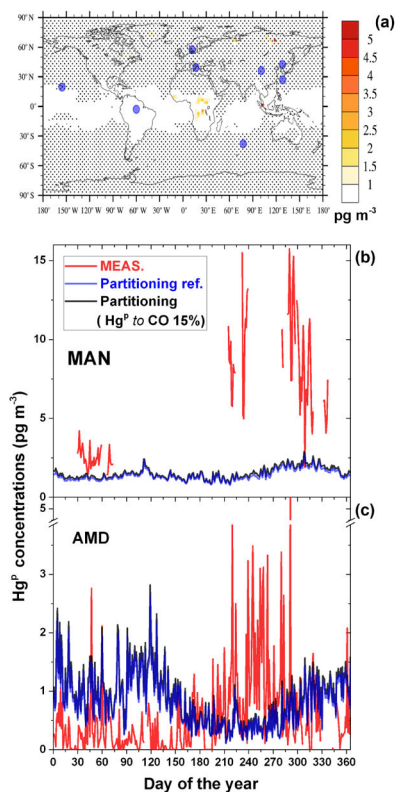 (a)
90°N
60°N
30°N
0°
30°S
60°S
90°S
180° 150°W 120°W 90°W 60°W 30°W 0° 30°E 60°E 90°E 120°E 150°E 180°
5
4.5
4
3.5
3
2.5
2
1.5
1
pg m⁻³
(b)
15
10
5
0
MEAS.
Partitioning ref.
Partitioning
( Hgᵖ to CO 15%)
MAN
Hgᵖ concentrations (pg m⁻³)
(c)
5
3
2
1
0
AMD
0 30 60 90 120 150 180 210 240 270 300 330 360
Day of the year